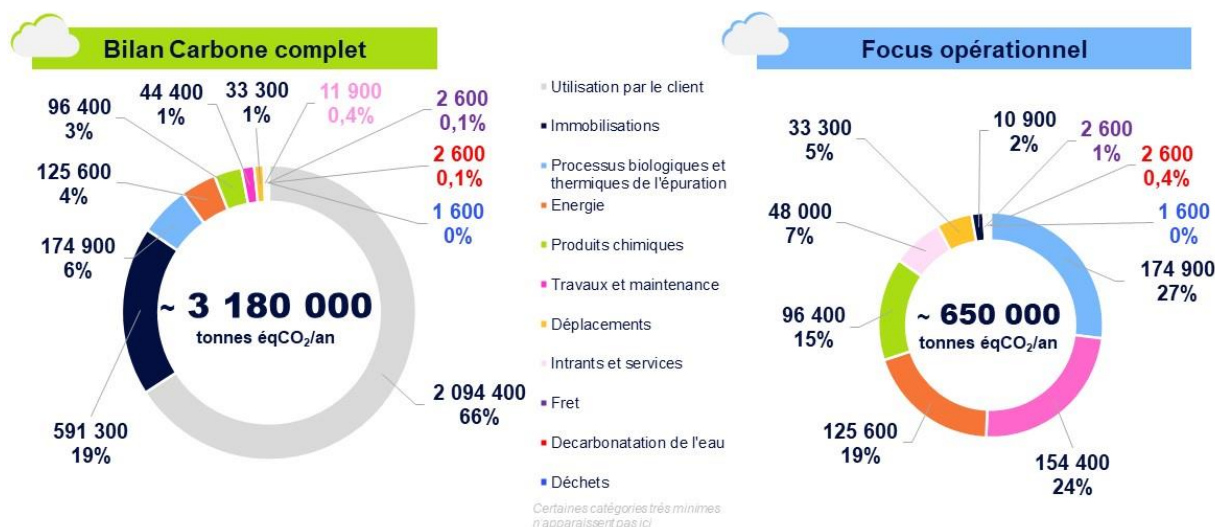 Bilan Carbone complet
44 400
1%
33 300
1%
11 900
0,4%
2 600
0,1%
96 400
3%
2 600
0,1%
125 600
4%
1 600
0%
174 900
6%
~ 3 180 000
tonnes éqCO₂/an
2 094 400
66%
591 300
19%
Utilisation par le client
Immobilisations
Processus biologiques et
thermiques de l'épuration
Energie
Produits chimiques
Travaux et maintenance
Déplacements
Intrants et services
Fret
Decarbonatation de l'eau
Déchets
Certaines catégories très minimes
n'apparaissent pas ici
Focus opérationnel
10 900
2%
2 600
1%
33 300
5%
2 600
0,4%
48 000
7%
1 600
0%
174 900
27%
96 400
15%
~ 650 000
tonnes éqCO₂/an
125 600
19%
154 400
24%